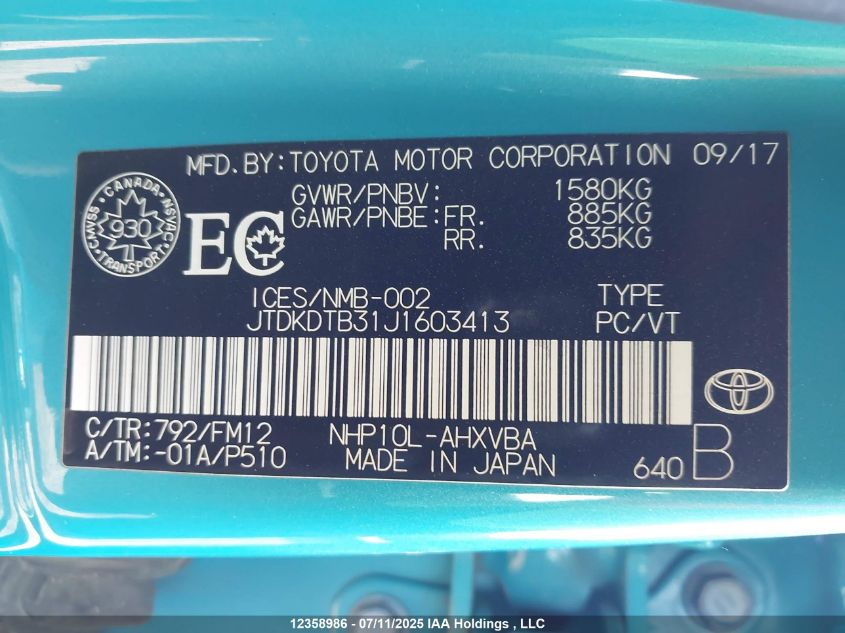 MFD.BY:TOYOTA MOTOR CORPORATION 09/17
GVWR/PNBV: 1580KG
GAWR/PNBE:FR. 885KG
RR. 835KG
CANADA
CMVSS 930 NSVAC
TRANSPORT
EC
ICES/NMB-002 TYPE
JTDKDTB31J1603413 PC/VT
C/TR:792/FM12 NHP10L-AHXVBA
A/TM:-01A/P510 MADE IN JAPAN 640 B
12358986 - 07/11/2025 IAA Holdings , LLC